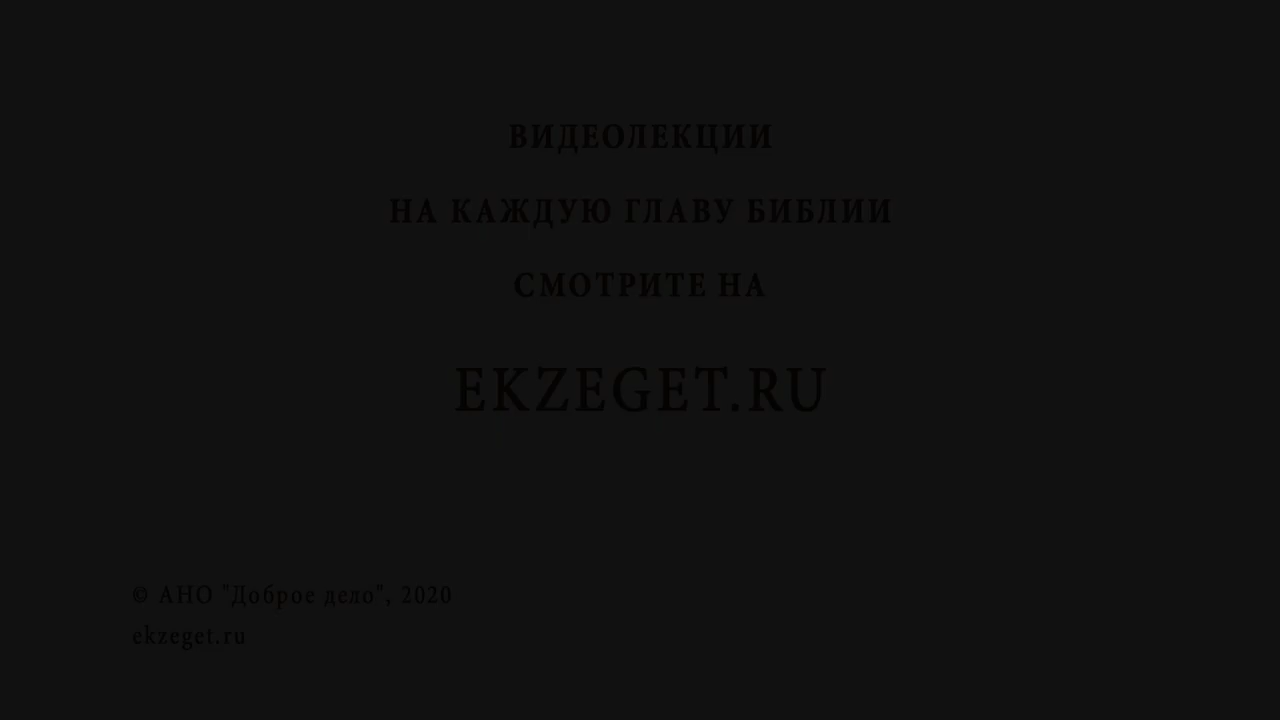 ВИДЕОЛЕКЦИИ
НА КАЖДУЮ ГЛАВУ БИБЛИИ
СМОТРИТЕ НА
EKZEGET.RU
© АНО "Доброе дело", 2020
ekzeget.ru